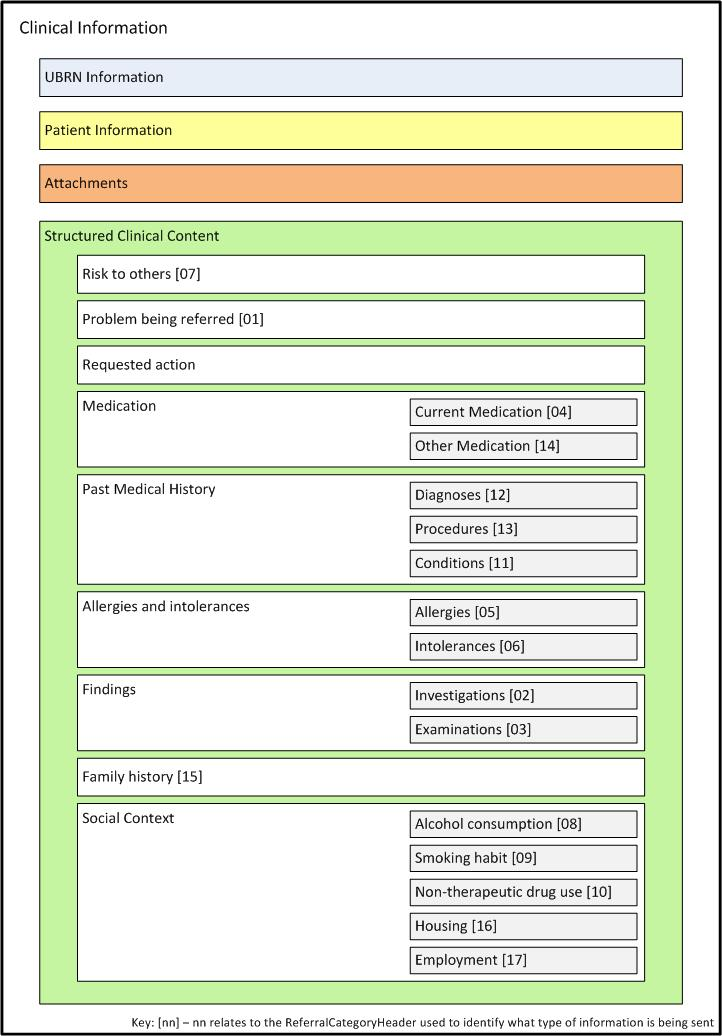 Clinical Information
UBRN Information
Patient Information
Attachments
Structured Clinical Content
Risk to others [07]
Problem being referred [01]
Requested action
Medication
Current Medication [04]
Other Medication [14]
Past Medical History
Diagnoses [12]
Procedures [13]
Conditions [11]
Allergies and intolerances
Allergies [05]
Intolerances [06]
Findings
Investigations [02]
Examinations [03]
Family history [15]
Social Context
Alcohol consumption [08]
Smoking habit [09]
Non-therapeutic drug use [10]
Housing [16]
Employment [17]
Key: [nn] – nn relates to the ReferralCategoryHeader used to identify what type of information is being sent